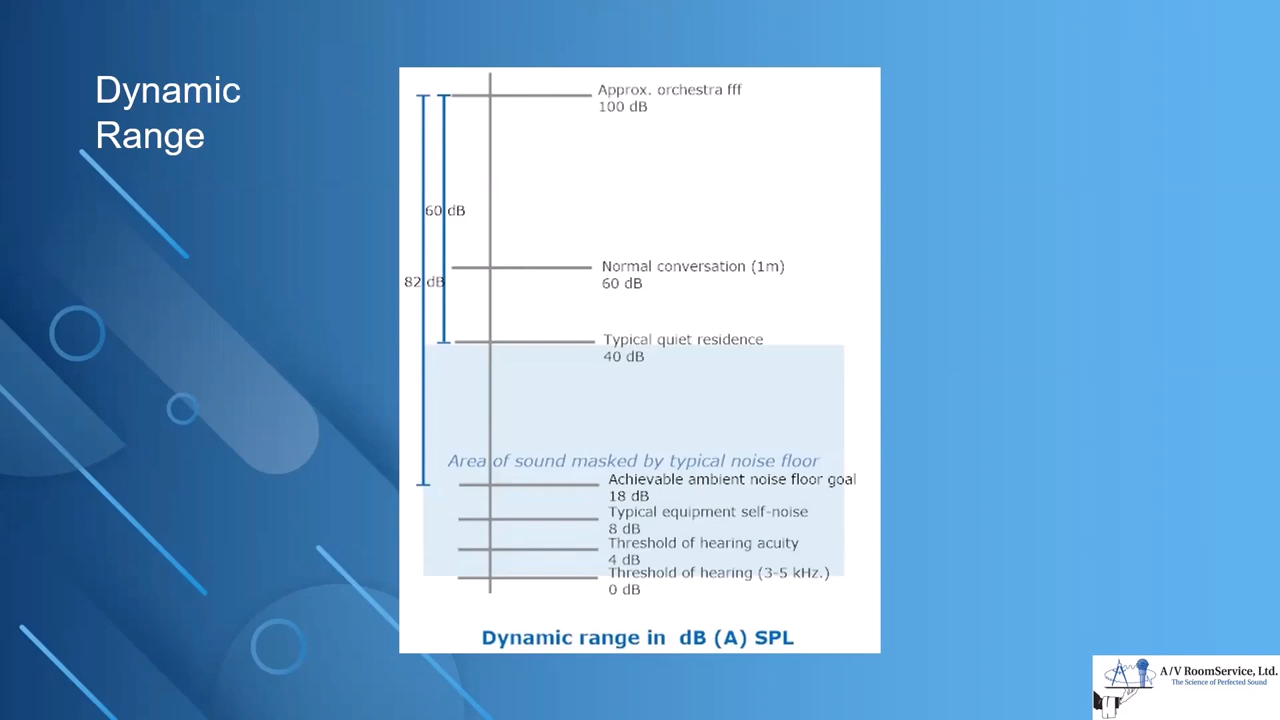 Dynamic
Range
Approx. orchestra fff
100 dB
60 dB
Normal conversation (1m)
60 dB
82 dB
Typical quiet residence
40 dB
Area of sound masked by typical noise floor
Achievable ambient noise floor goal
18 dB
Typical equipment self-noise
8 dB
Threshold of hearing acuity
4 dB
Threshold of hearing (3-5 kHz.)
0 dB
Dynamic range in dB (A) SPL
A/V RoomService, Ltd.
The Science of Perfected Sound